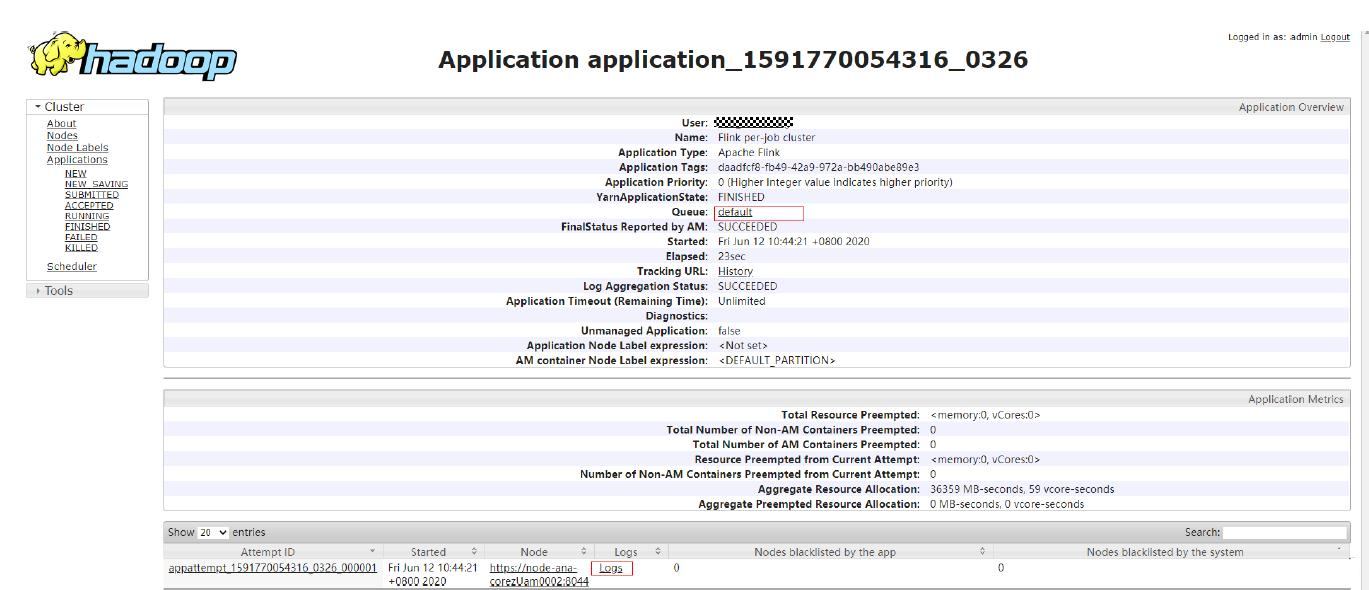 Logged in as: admin Logout
hadoop
Application application_1591770054316_0326
Cluster
About
Nodes
Node Labels
Applications
NEW
NEW_SAVING
SUBMITTED
ACCEPTED
RUNNING
FINISHED
FAILED
KILLED
Scheduler
Tools
Application Overview
User:
Name: Flink per-job cluster
Application Type: Apache Flink
Application Tags: daadfcf8-fb49-42a9-972a-bb490abe89e3
Application Priority: 0 (Higher Integer value indicates higher priority)
YarnApplicationState: FINISHED
Queue: default
FinalStatus Reported by AM: SUCCEEDED
Started: Fri Jun 12 10:44:21 +0800 2020
Elapsed: 23sec
Tracking URL: History
Log Aggregation Status: SUCCEEDED
Application Timeout (Remaining Time): Unlimited
Diagnostics:
Unmanaged Application: false
Application Node Label expression: <Not set>
AM container Node Label expression: <DEFAULT_PARTITION>
Application Metrics
Total Resource Preempted: <memory:0, vCores:0>
Total Number of Non-AM Containers Preempted: 0
Total Number of AM Containers Preempted: 0
Resource Preempted from Current Attempt: <memory:0, vCores:0>
Number of Non-AM Containers Preempted from Current Attempt: 0
Aggregate Resource Allocation: 36359 MB-seconds, 59 vcore-seconds
Aggregate Preempted Resource Allocation: 0 MB-seconds, 0 vcore-seconds
Show 20 entries Search:
Attempt ID Started Node Logs Nodes blacklisted by the app Nodes blacklisted by the system
appattempt_1591770054316_0326_000001 Fri Jun 12 10:44:21 https://node-ana- Logs 0 0
+0800 2020 corezUam0002:8044